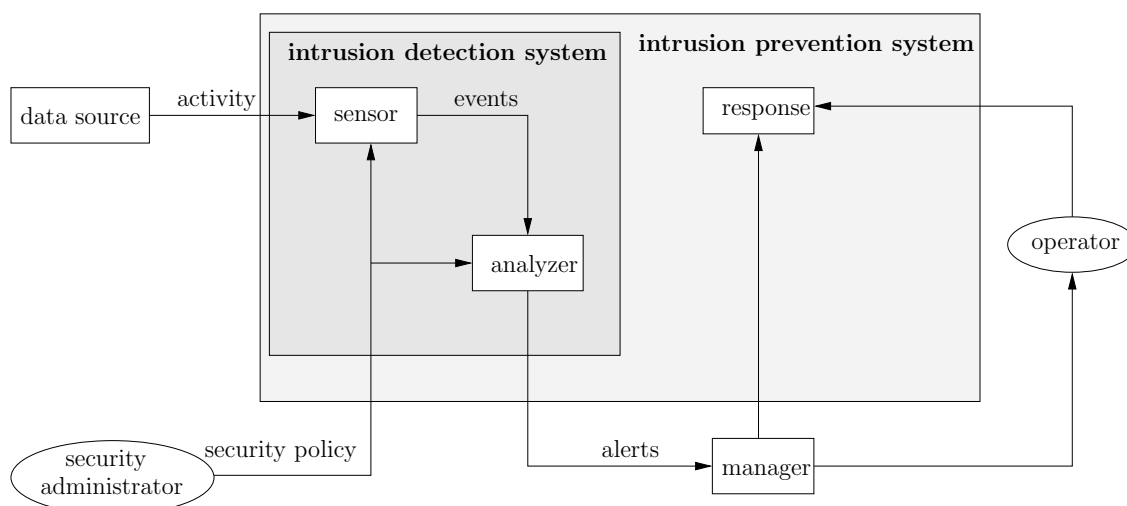 intrusion detection system
intrusion prevention system
data source
activity
sensor
events
response
operator
analyzer
security
administrator
security policy
alerts
manager